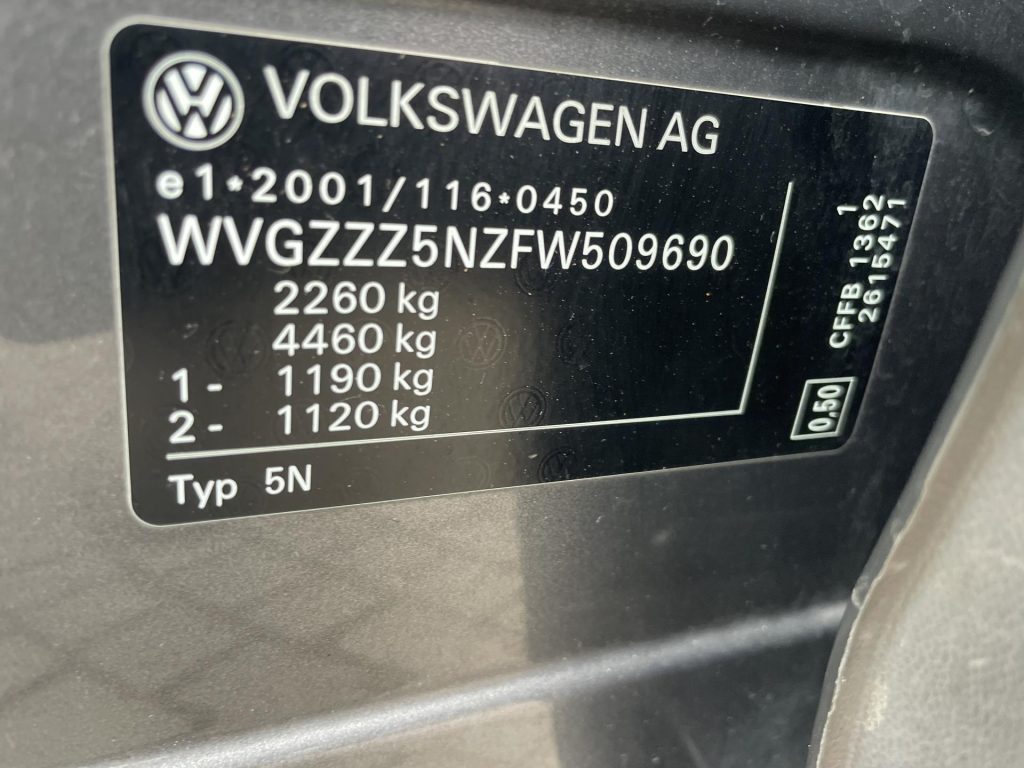 VOLKSWAGEN AG
e1*2001/116*0450
WVGZZZ5NZFW509690
2260 kg
4460 kg
1- 1190 kg
2- 1120 kg
Typ 5N
1
CFFB 1362
2615471
0,50